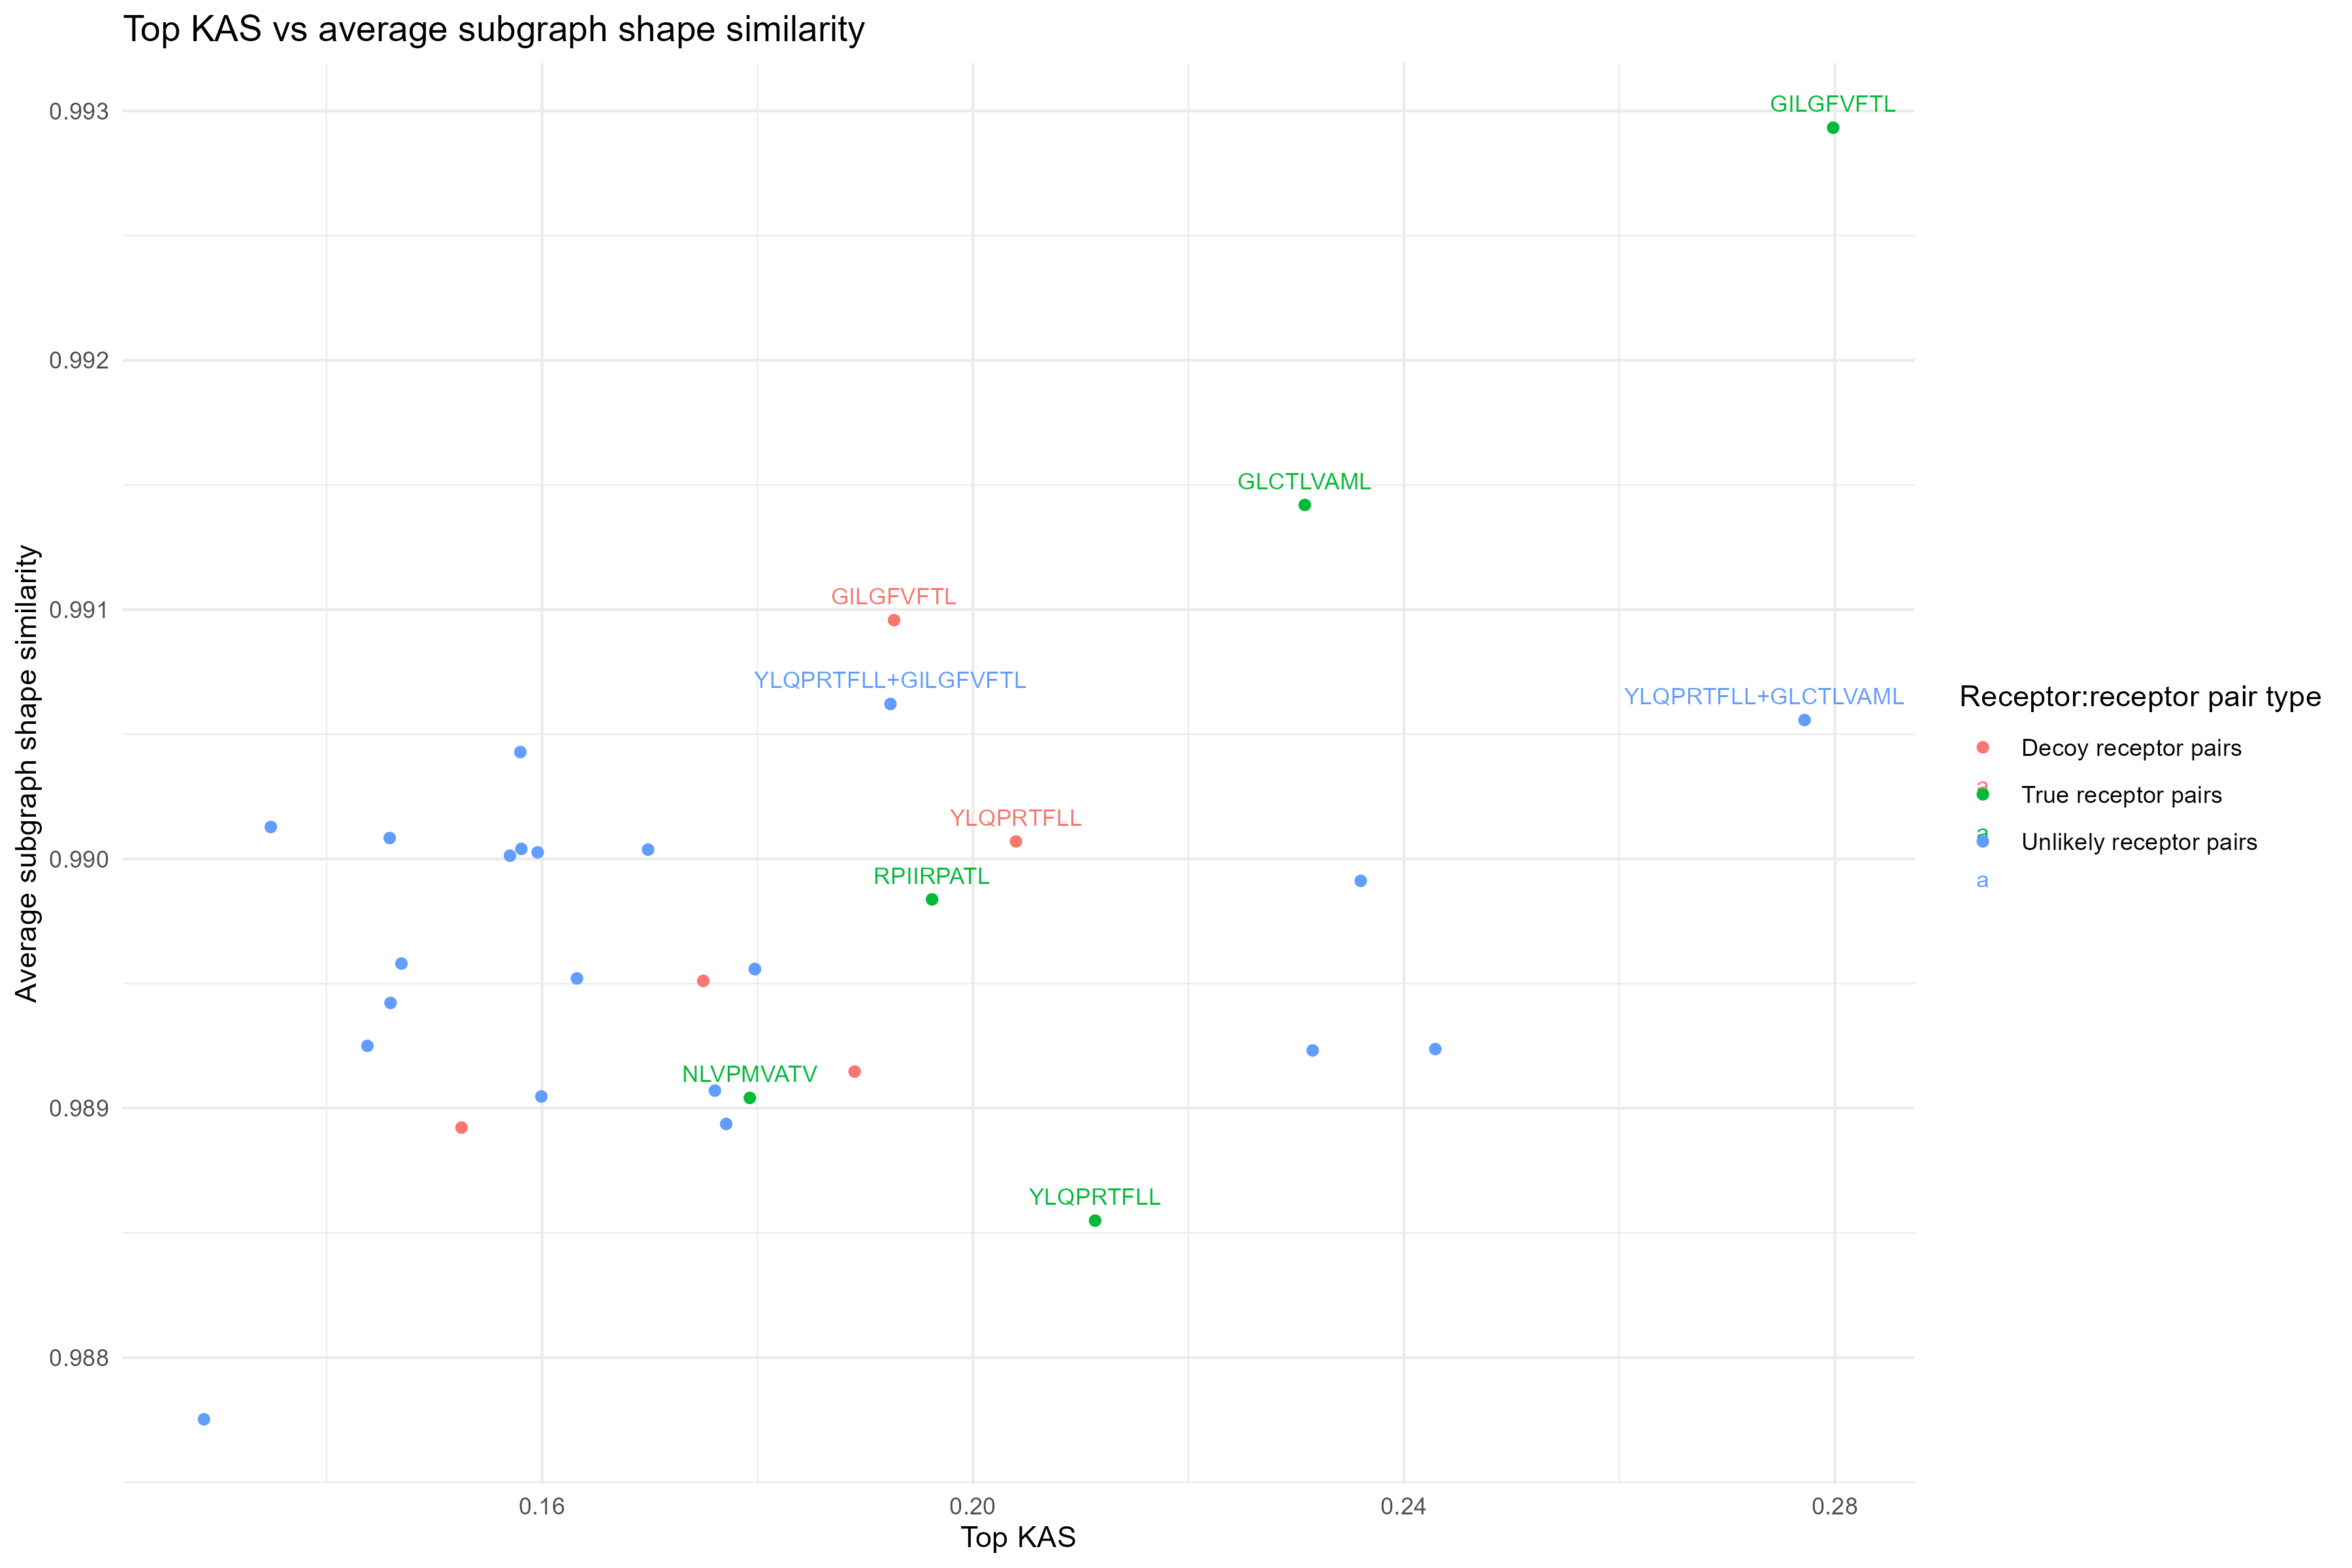 Top KAS vs average subgraph shape similarity
0.993
0.992
0.991
0.990
0.989
0.988
Average subgraph shape similarity
GILGFVFTL
GLCTLVAML
GILGFVFTL
YLQPRTFLL+GILGFVFTL
YLQPRTFLL+GLCTLVAML
YLQPRTFLL
RPIIRPATL
NLVPMVATV
YLQPRTFLL
0.16
0.20
0.24
0.28
Top KAS
Receptor:receptor pair type
Decoy receptor pairs
a
True receptor pairs
a
Unlikely receptor pairs
a